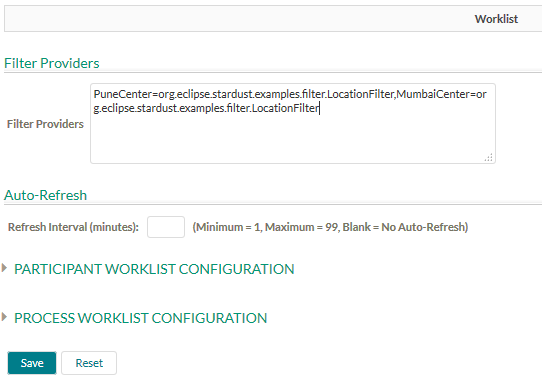 Worklist
Filter Providers
Filter Providers
PuneCenter=org.eclipse.stardust.examples.filter.LocationFilter,MumbaiCenter=or
g.eclipse.stardust.examples.filter.LocationFilter
Auto-Refresh
Refresh Interval (minutes):
(Minimum = 1, Maximum = 99, Blank = No Auto-Refresh)
PARTICIPANT WORKLIST CONFIGURATION
PROCESS WORKLIST CONFIGURATION
Save
Reset